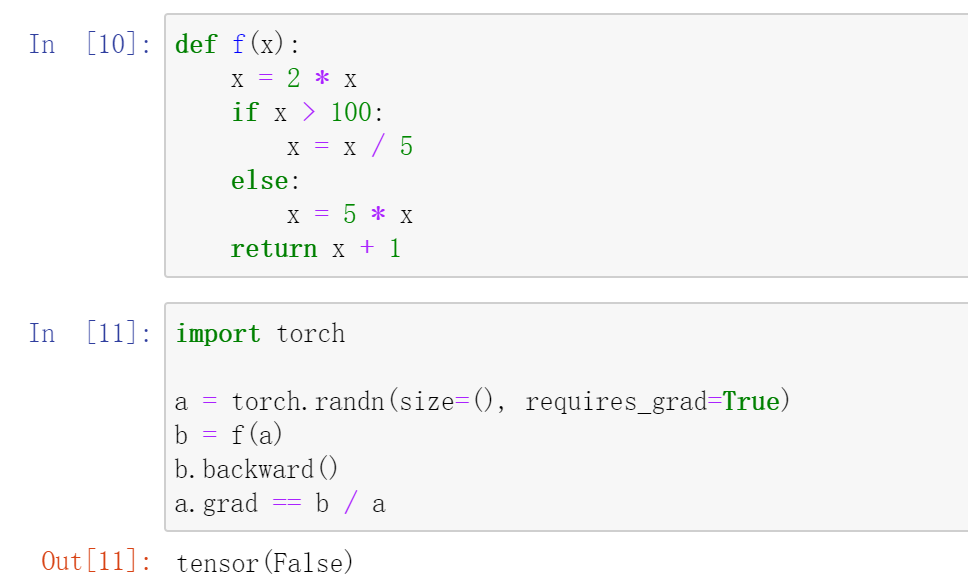 In [10]: def f(x):
    x = 2 * x
    if x > 100:
        x = x / 5
    else:
        x = 5 * x
    return x + 1
In [11]: import torch
a = torch.randn(size=(), requires_grad=True)
b = f(a)
b.backward()
a.grad == b / a
Out[11]: tensor(False)